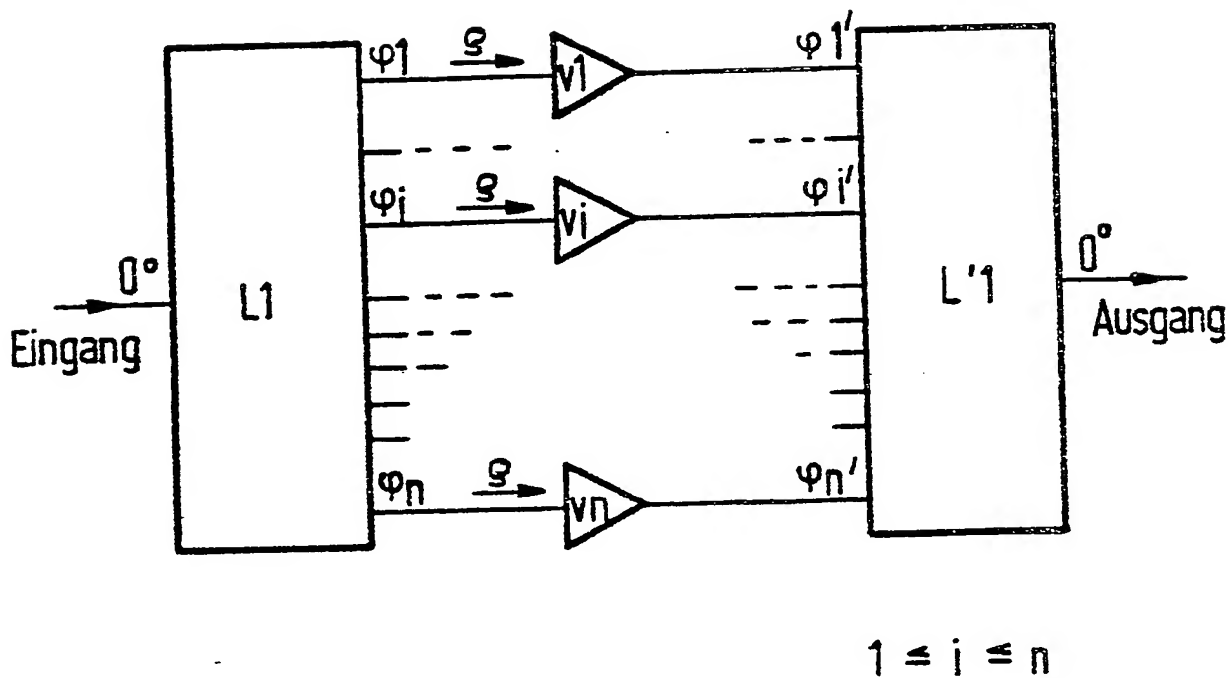 φ1 ϱ v1 φ1′
φi ϱ vi φi′
0° L1 L'1 0°
Eingang Ausgang
φn ϱ vn φn′
1 ≤ i ≤ n